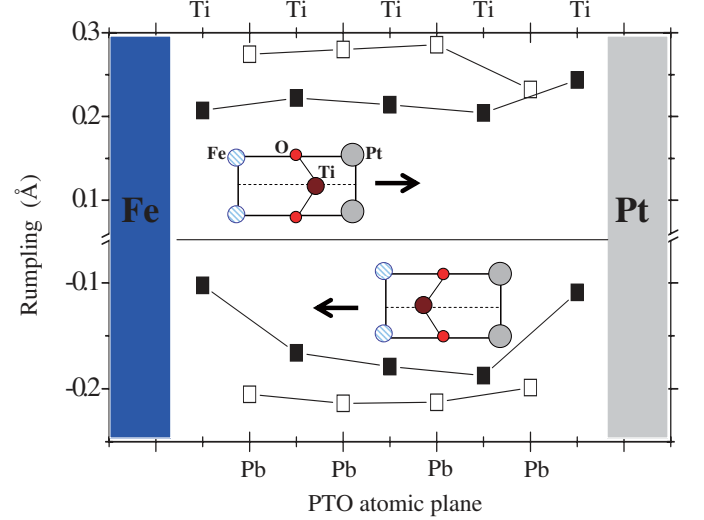 Ti Ti Ti Ti Ti
0.3
0.2
0.1
-0.1
-0.2
Rumpling (Å)
Fe
O
Pt
Ti
Fe
Pt
Pb Pb Pb Pb
PTO atomic plane